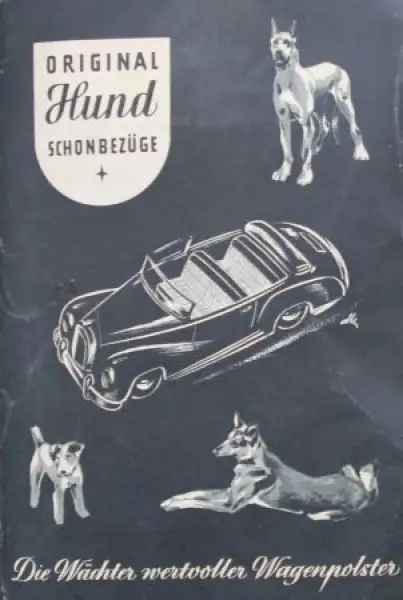 ORIGINAL
Hund
SCHONBEZÜGE
Die Wächter wertvoller Wagenpolster